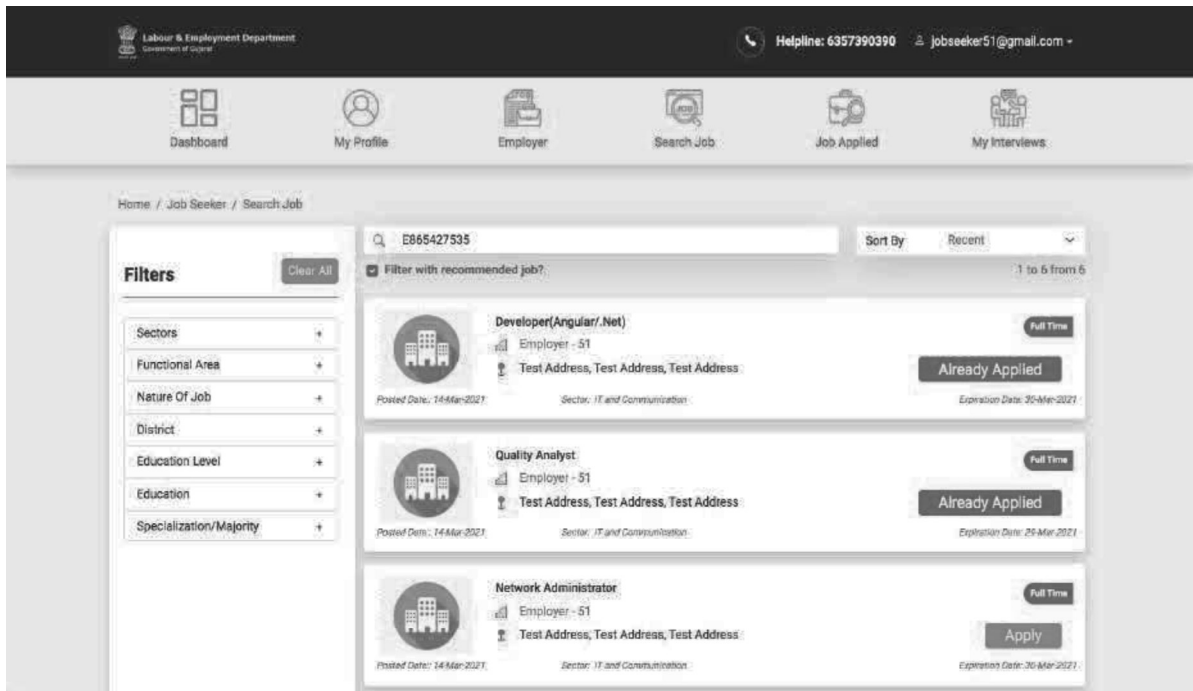 Labour & Employment Department
Government of Gujarat
Helpline: 6357390390
jobseeker51@gmail.com
Dashboard
My Profile
Employer
JOB
Search Job
Job Applied
My Interviews
Home / Job Seeker / Search Job
E865427535
Sort By Recent
Filters
Clear All
Filter with recommended job?
1 to 6 from 6
Sectors +
Functional Area +
Nature Of Job +
District +
Education Level +
Education +
Specialization/Majority +
Developer(Angular/.Net)
Full Time
Employer - 51
Test Address, Test Address, Test Address
Already Applied
Posted Date: 14-Mar-2021 Sector: IT and Communication Expiration Date: 30-Mar-2021
Quality Analyst
Full Time
Employer - 51
Test Address, Test Address, Test Address
Already Applied
Posted Date: 14-Mar-2021 Sector: IT and Communication Expiration Date: 29-Mar-2021
Network Administrator
Full Time
Employer - 51
Test Address, Test Address, Test Address
Apply
Posted Date: 14-Mar-2021 Sector: IT and Communication Expiration Date: 30-Mar-2021